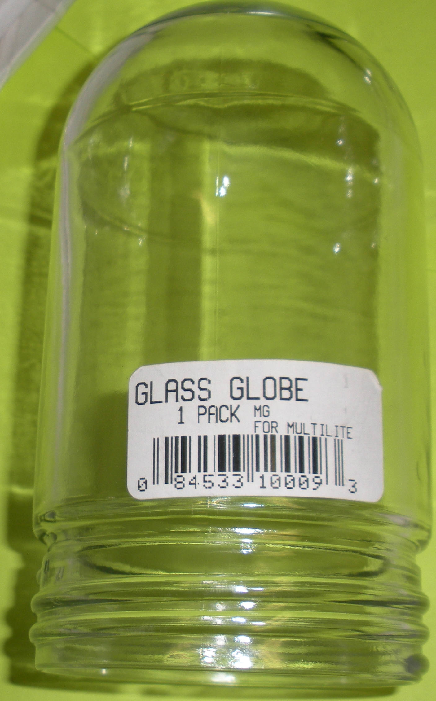 GLASS GLOBE
1 PACK MG
FOR MULTILITE
0 84533 10009 3